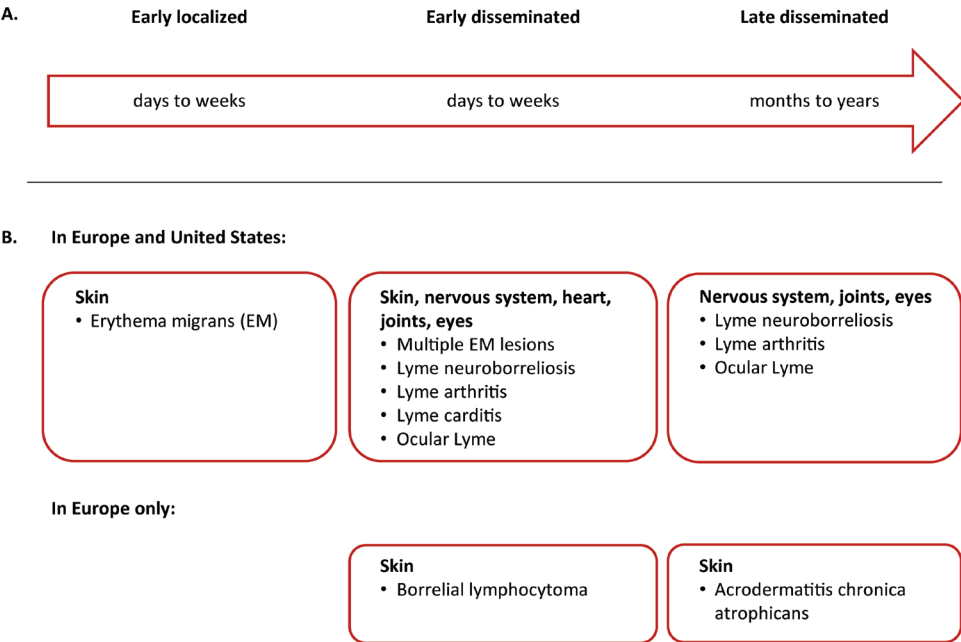 A.
Early localized
Early disseminated
Late disseminated
days to weeks
days to weeks
months to years
B. In Europe and United States:
Skin
• Erythema migrans (EM)
Skin, nervous system, heart,
joints, eyes
• Multiple EM lesions
• Lyme neuroborreliosis
• Lyme arthritis
• Lyme carditis
• Ocular Lyme
Nervous system, joints, eyes
• Lyme neuroborreliosis
• Lyme arthritis
• Ocular Lyme
In Europe only:
Skin
• Borrelial lymphocytoma
Skin
• Acrodermatitis chronica
atrophicans